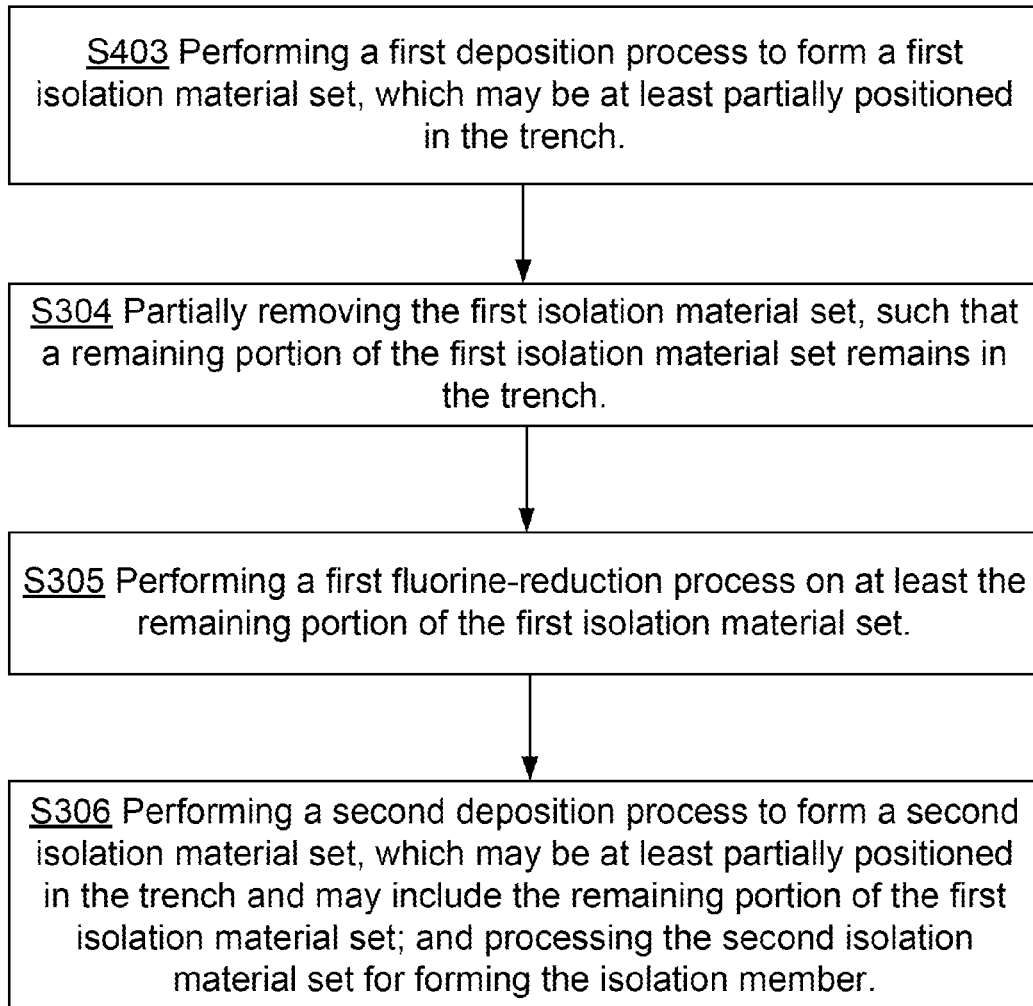 S403 Performing a first deposition process to form a first
isolation material set, which may be at least partially positioned
in the trench.
S304 Partially removing the first isolation material set, such that
a remaining portion of the first isolation material set remains in
the trench.
S305 Performing a first fluorine-reduction process on at least the
remaining portion of the first isolation material set.
S306 Performing a second deposition process to form a second
isolation material set, which may be at least partially positioned
in the trench and may include the remaining portion of the first
isolation material set; and processing the second isolation
material set for forming the isolation member.